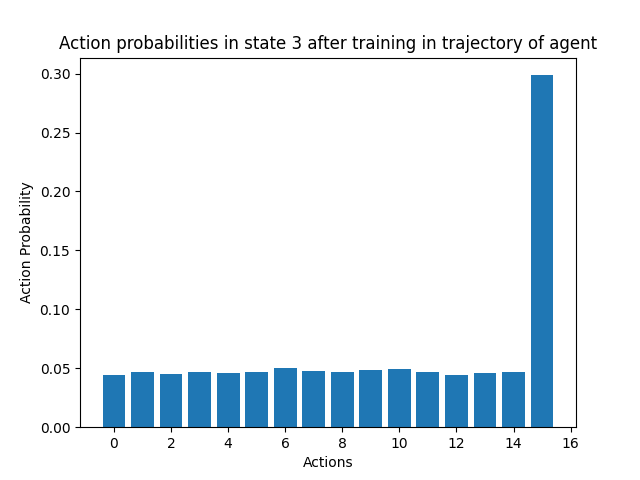 Action probabilities in state 3 after training in trajectory of agent
0.30
0.25
0.20
0.15
0.10
0.05
0.00
Action Probability
0 2 4 6 8 10 12 14 16
Actions